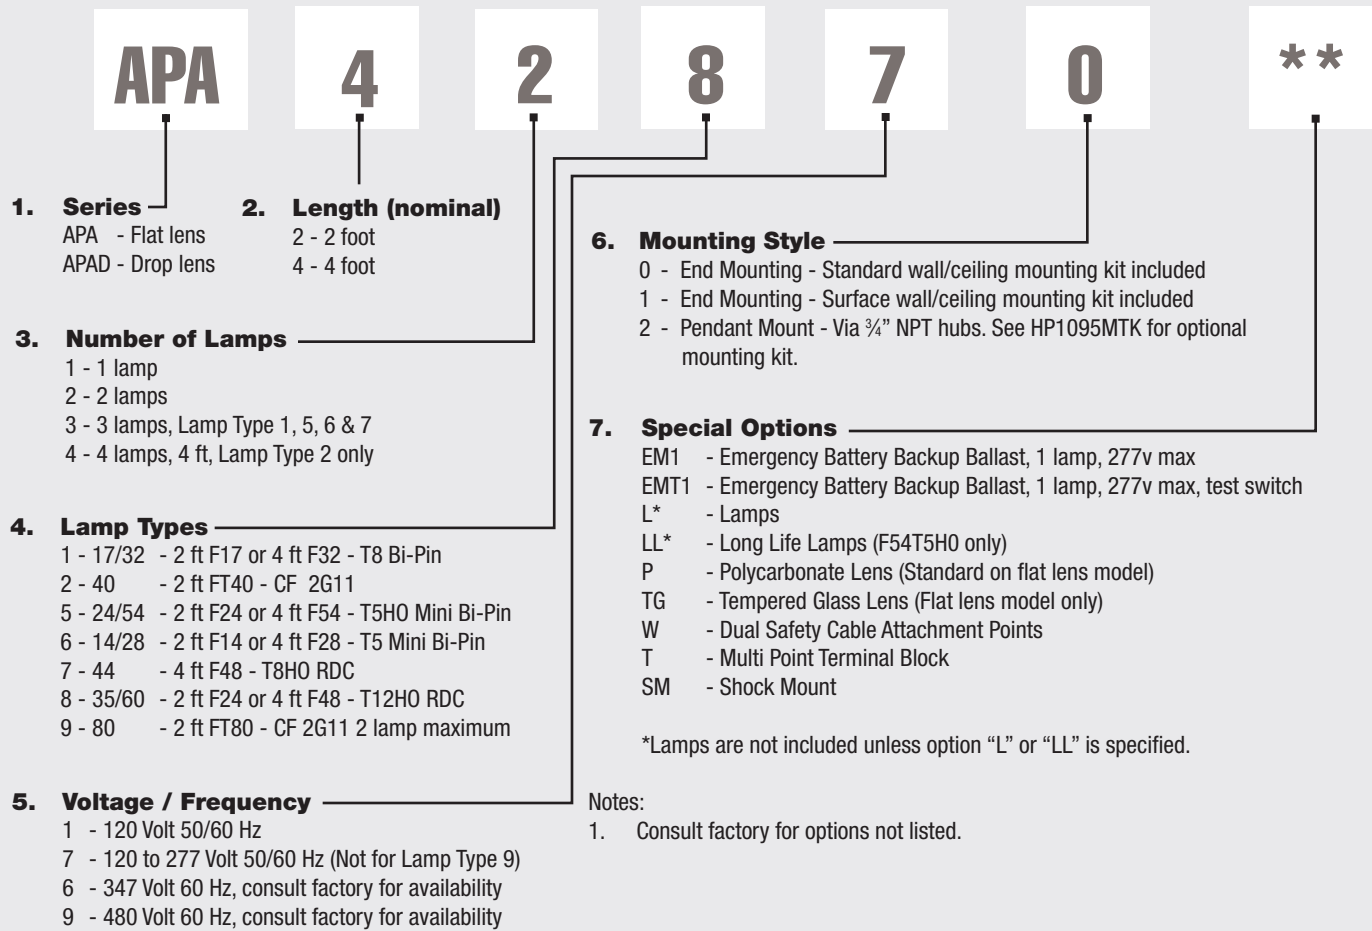 APA 4 2 8 7 0 **
1. Series
APA - Flat lens
APAD - Drop lens
2. Length (nominal)
2 - 2 foot
4 - 4 foot
3. Number of Lamps
1 - 1 lamp
2 - 2 lamps
3 - 3 lamps, Lamp Type 1, 5, 6 & 7
4 - 4 lamps, 4 ft, Lamp Type 2 only
4. Lamp Types
1 - 17/32 - 2 ft F17 or 4 ft F32 - T8 Bi-Pin
2 - 40 - 2 ft FT40 - CF 2G11
5 - 24/54 - 2 ft F24 or 4 ft F54 - T5HO Mini Bi-Pin
6 - 14/28 - 2 ft F14 or 4 ft F28 - T5 Mini Bi-Pin
7 - 44 - 4 ft F48 - T8HO RDC
8 - 35/60 - 2 ft F24 or 4 ft F48 - T12HO RDC
9 - 80 - 2 ft FT80 - CF 2G11 2 lamp maximum
5. Voltage / Frequency
1 - 120 Volt 50/60 Hz
7 - 120 to 277 Volt 50/60 Hz (Not for Lamp Type 9)
6 - 347 Volt 60 Hz, consult factory for availability
9 - 480 Volt 60 Hz, consult factory for availability
6. Mounting Style
0 - End Mounting - Standard wall/ceiling mounting kit included
1 - End Mounting - Surface wall/ceiling mounting kit included
2 - Pendant Mount - Via ¾” NPT hubs. See HP1095MTK for optional
mounting kit.
7. Special Options
EM1 - Emergency Battery Backup Ballast, 1 lamp, 277v max
EMT1 - Emergency Battery Backup Ballast, 1 lamp, 277v max, test switch
L* - Lamps
LL* - Long Life Lamps (F54T5H0 only)
P - Polycarbonate Lens (Standard on flat lens model)
TG - Tempered Glass Lens (Flat lens model only)
W - Dual Safety Cable Attachment Points
T - Multi Point Terminal Block
SM - Shock Mount
*Lamps are not included unless option “L” or “LL” is specified.
Notes:
1. Consult factory for options not listed.